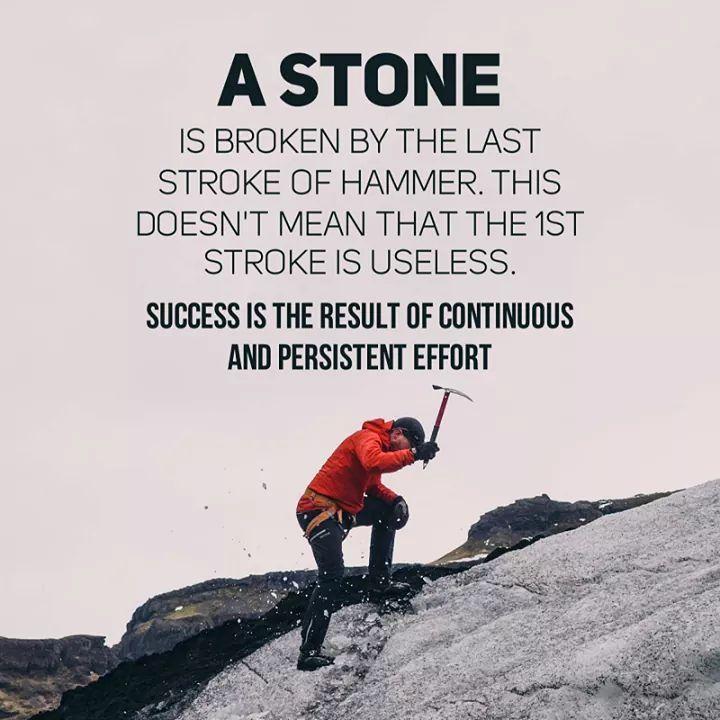 A STONE
IS BROKEN BY THE LAST
STROKE OF HAMMER. THIS
DOESN'T MEAN THAT THE 1ST
STROKE IS USELESS.
SUCCESS IS THE RESULT OF CONTINUOUS
AND PERSISTENT EFFORT